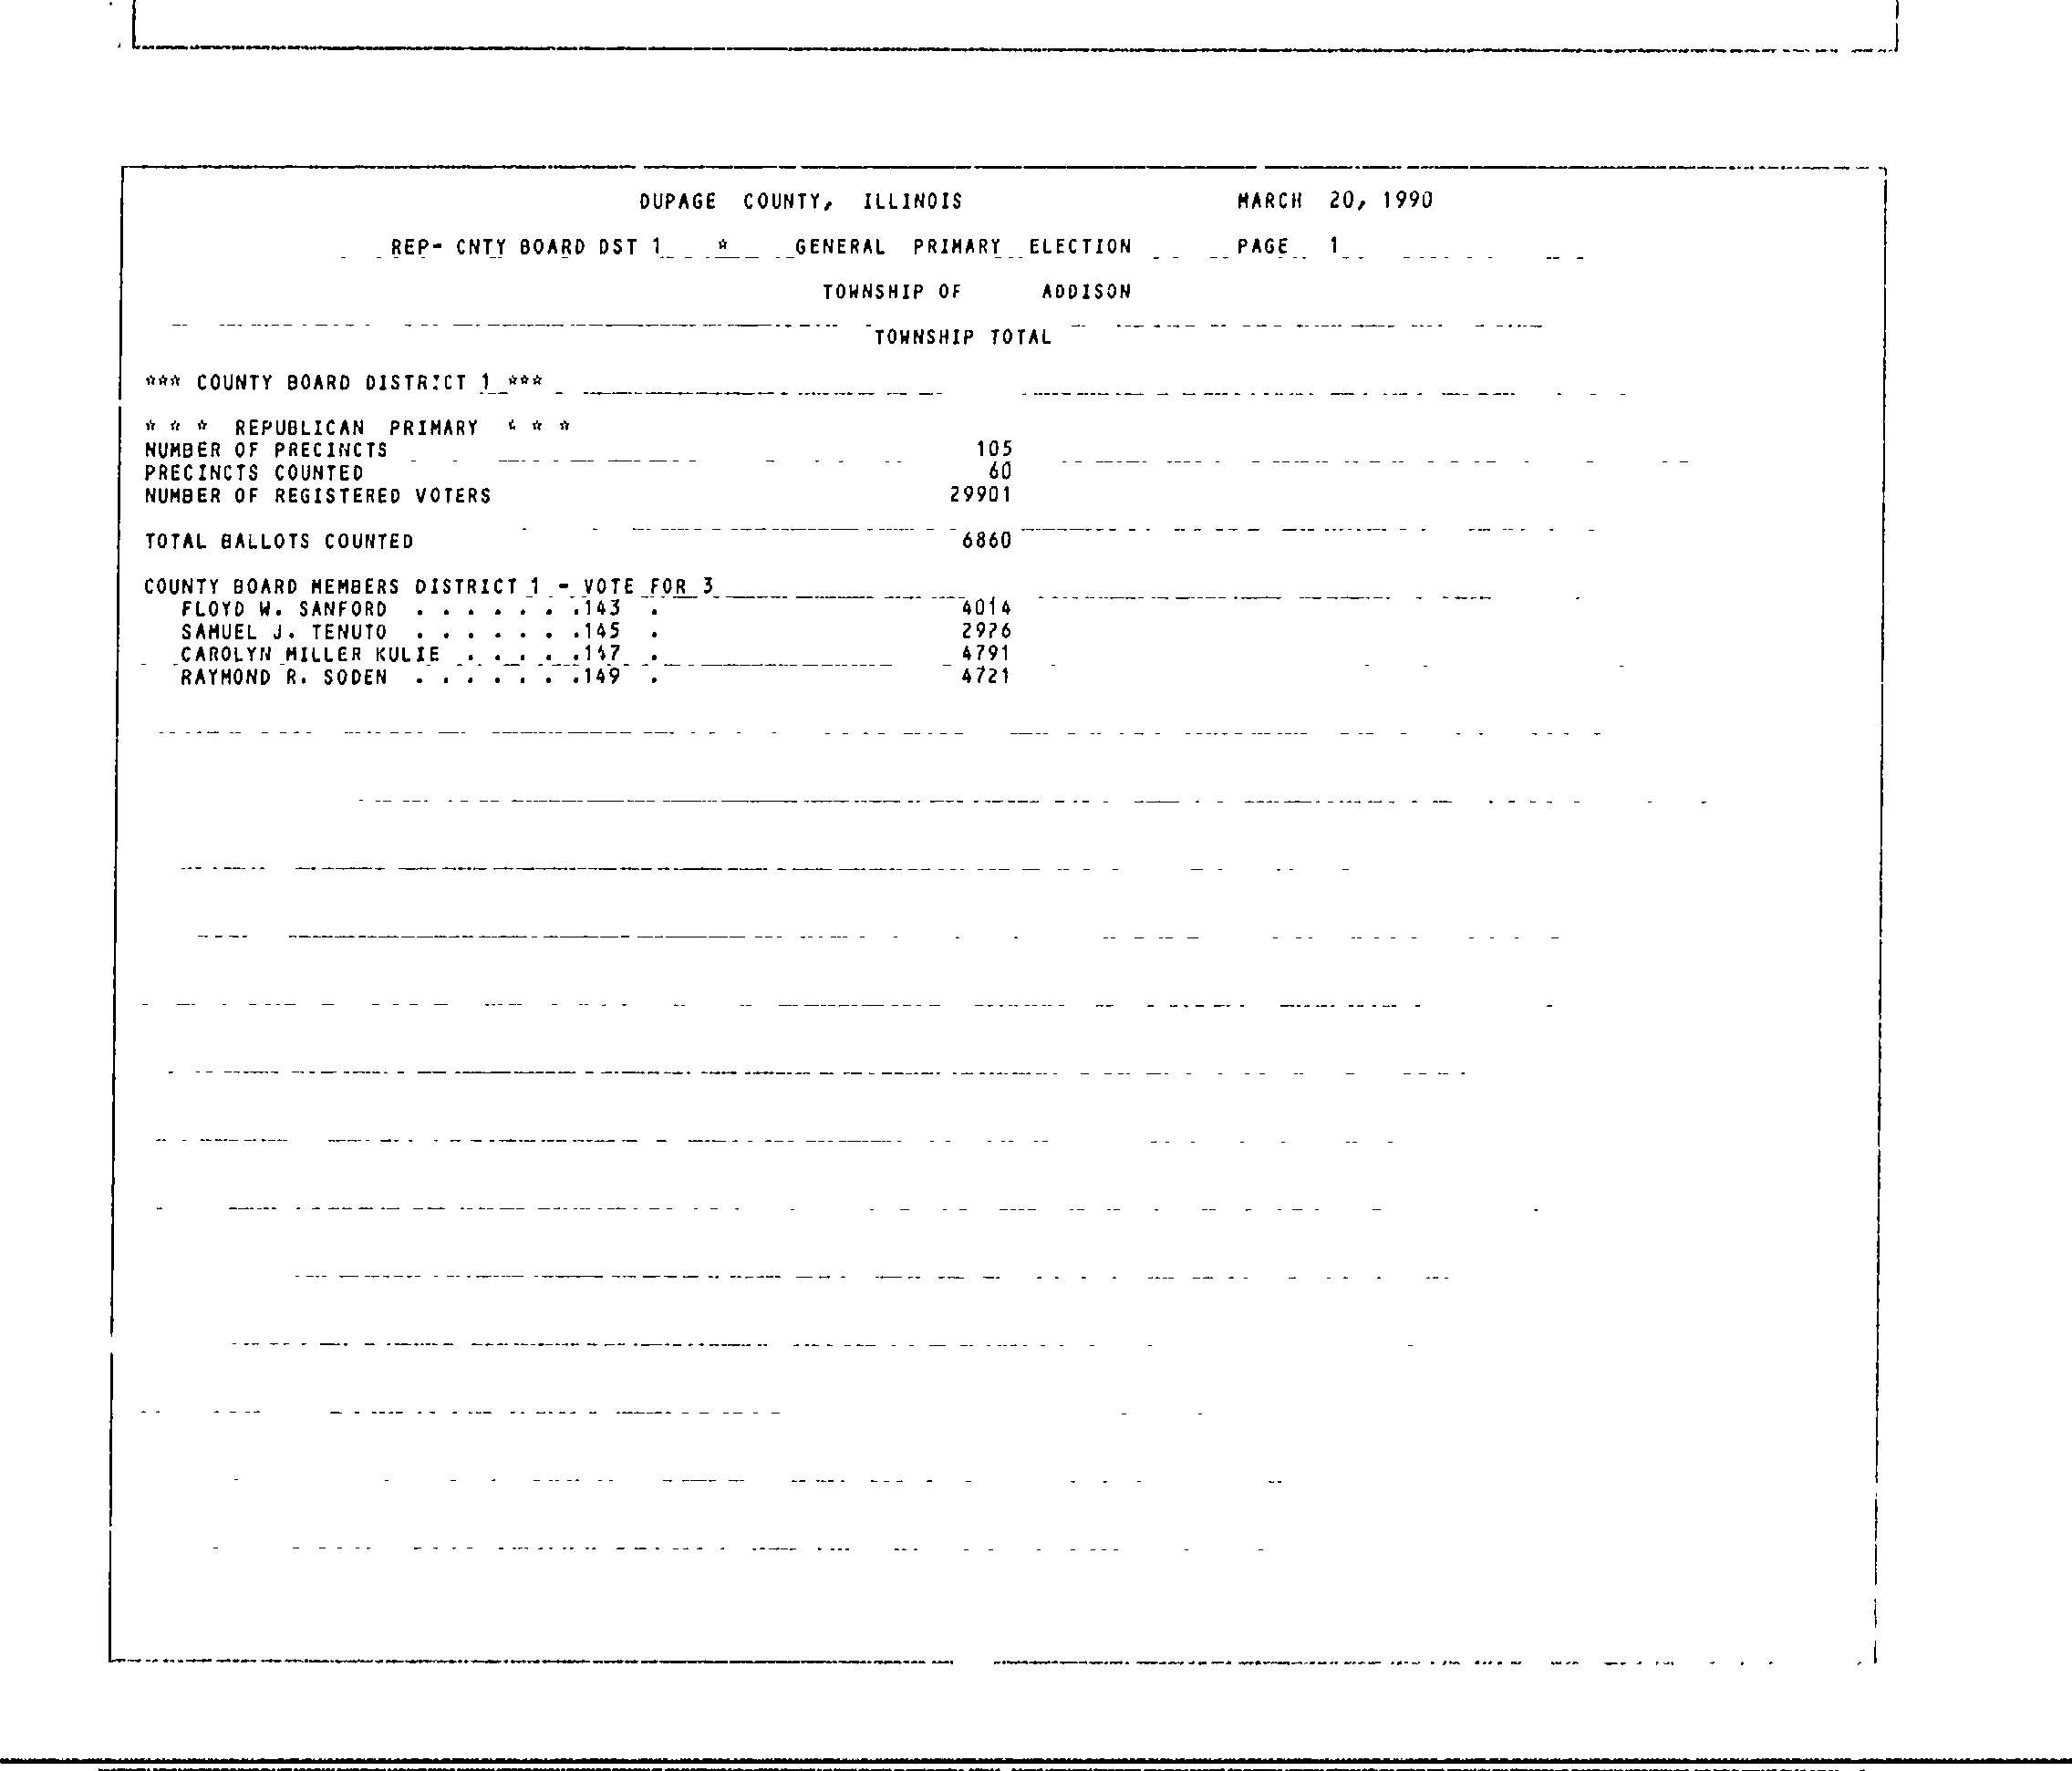 DUPAGE COUNTY, ILLINOIS MARCH 20, 1990
REP- CNTY BOARD DST 1 * GENERAL PRIMARY ELECTION PAGE 1
TOWNSHIP OF ADDISON
TOWNSHIP TOTAL
*** COUNTY BOARD DISTRICT 1 ***
* * * REPUBLICAN PRIMARY * * *
NUMBER OF PRECINCTS 105
PRECINCTS COUNTED 60
NUMBER OF REGISTERED VOTERS 29901
TOTAL BALLOTS COUNTED 6860
COUNTY BOARD MEMBERS DISTRICT 1 - VOTE FOR 3
FLOYD W. SANFORD . . . . . . .143 . 4014
SAMUEL J. TENUTO . . . . . . .145 . 2926
CAROLYN MILLER KULIE . . . . .147 . 4791
RAYMOND R. SODEN . . . . . . .149 . 4721